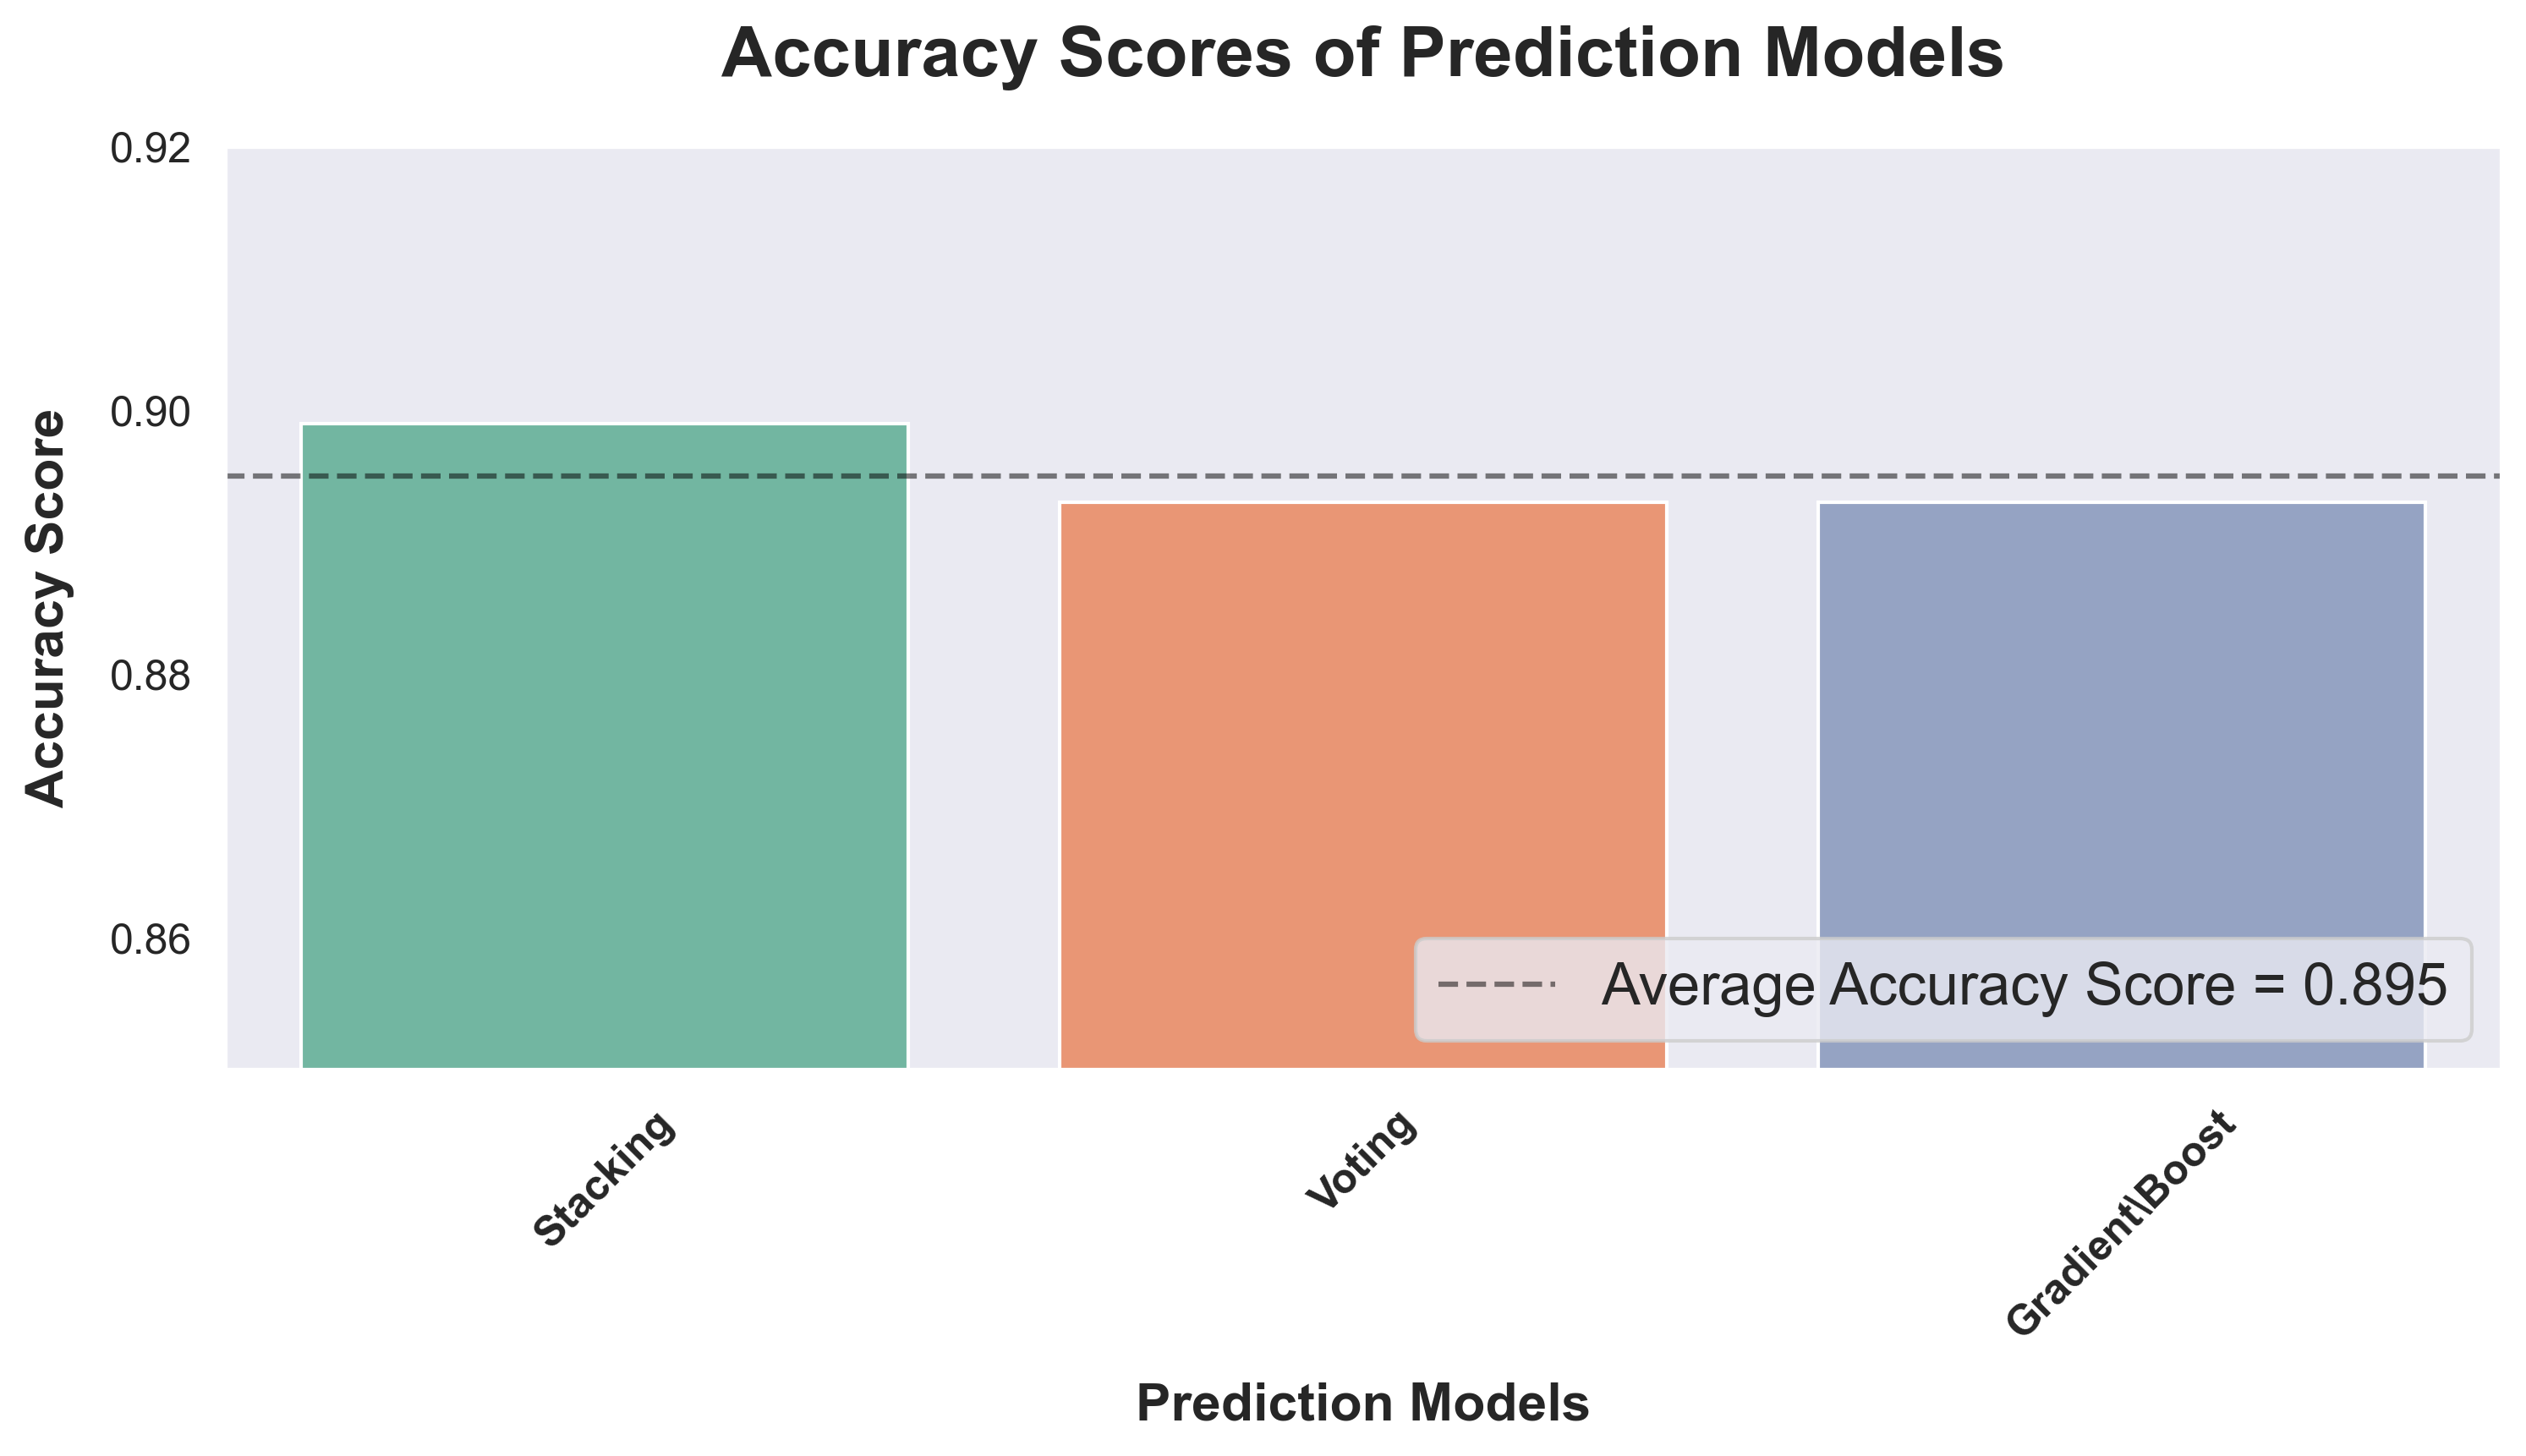 Accuracy Scores of Prediction Models
Accuracy Score
0.92
0.90
0.88
0.86
Average Accuracy Score = 0.895
Stacking
Voting
Gradient\\Boost
Prediction Models